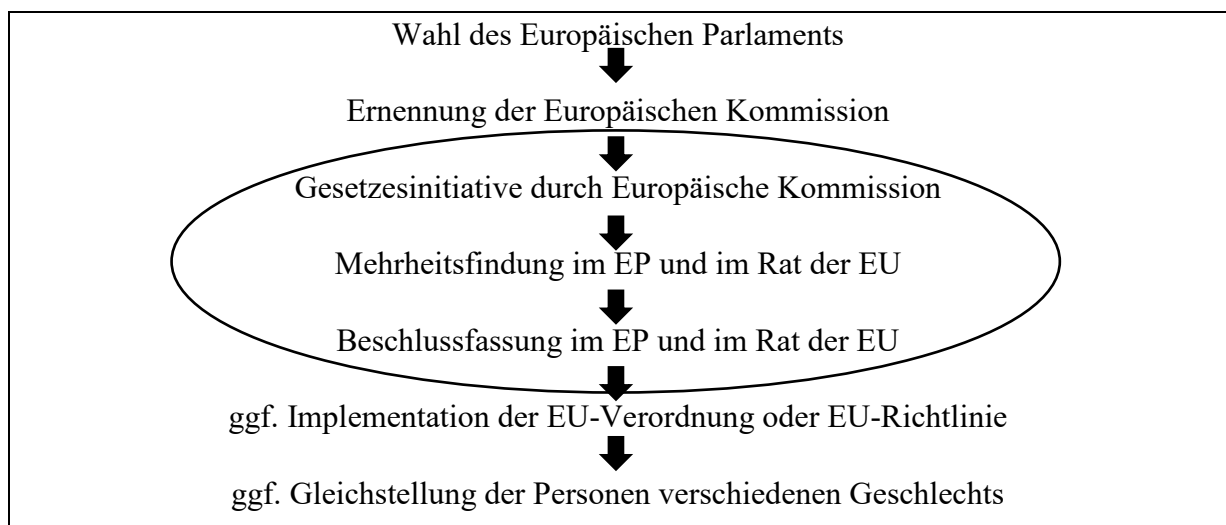 Wahl des Europäischen Parlaments
Ernennung der Europäischen Kommission
Gesetzesinitiative durch Europäische Kommission
Mehrheitsfindung im EP und im Rat der EU
Beschlussfassung im EP und im Rat der EU
ggf. Implementation der EU-Verordnung oder EU-Richtlinie
ggf. Gleichstellung der Personen verschiedenen Geschlechts